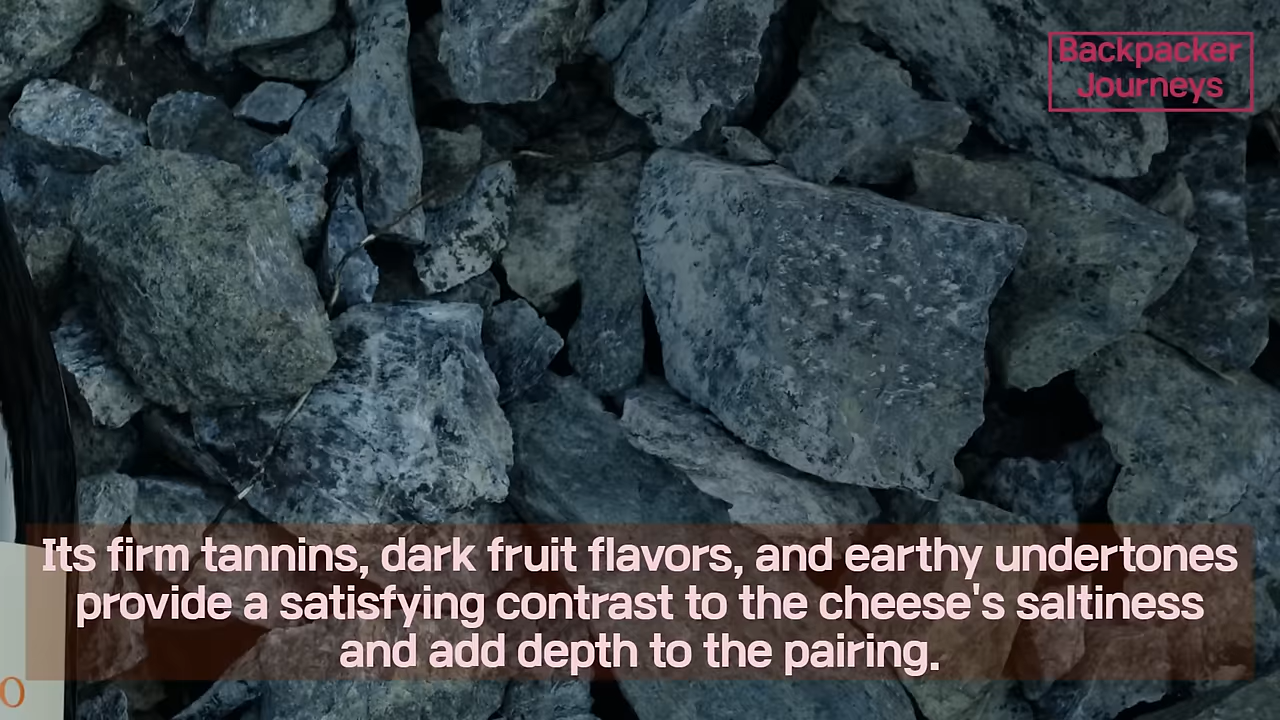 Backpacker
Journeys
Its firm tannins, dark fruit flavors, and earthy undertones
provide a satisfying contrast to the cheese's saltiness
and add depth to the pairing.
O